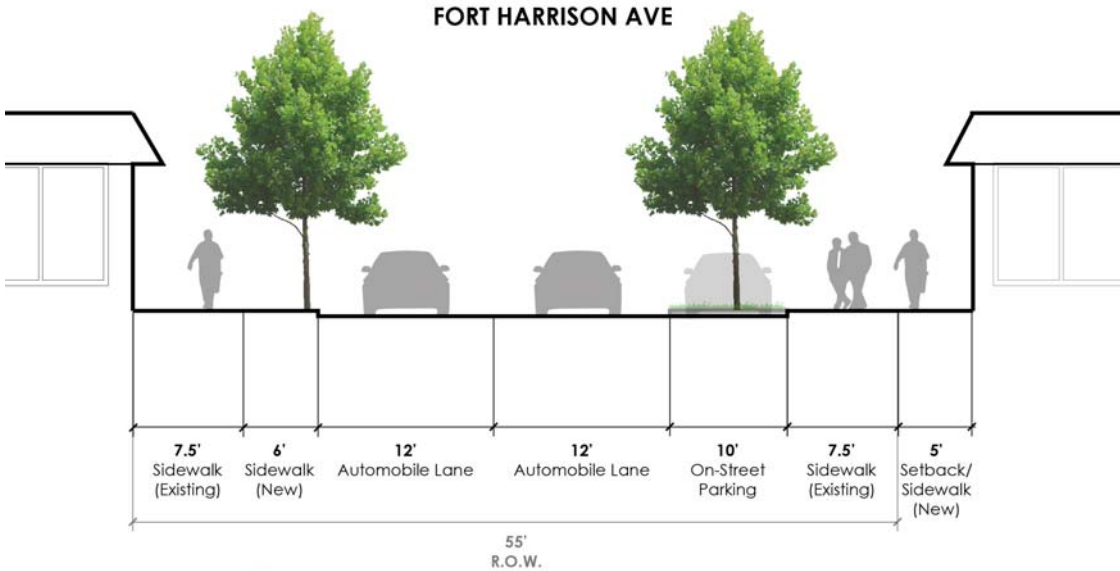 FORT HARRISON AVE
7.5'
Sidewalk
(Existing)
6'
Sidewalk
(New)
12'
Automobile Lane
12'
Automobile Lane
10'
On-Street
Parking
7.5'
Sidewalk
(Existing)
5'
Setback/
Sidewalk
(New)
55'
R.O.W.